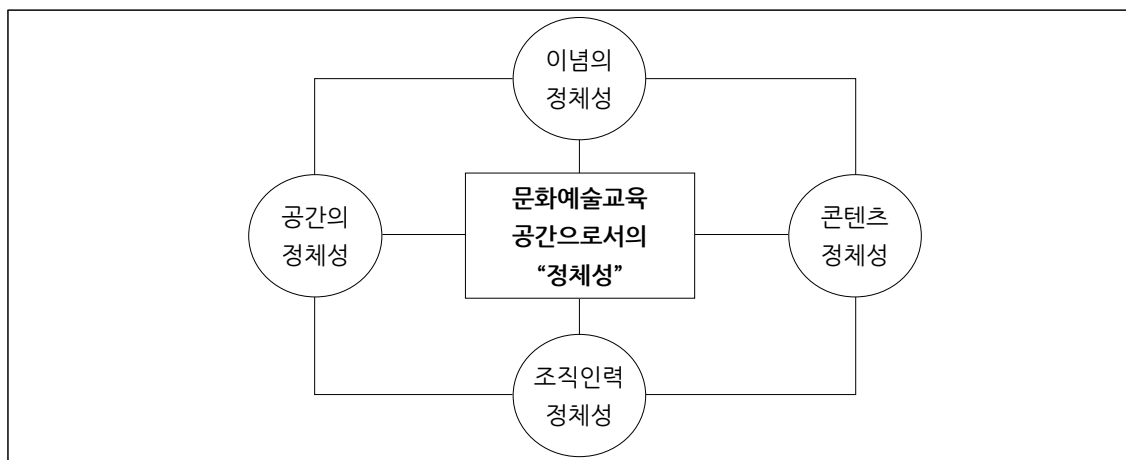 이념의
정체성
공간의
정체성
문화예술교육
공간으로서의
“정체성”
콘텐츠
정체성
조직인력
정체성